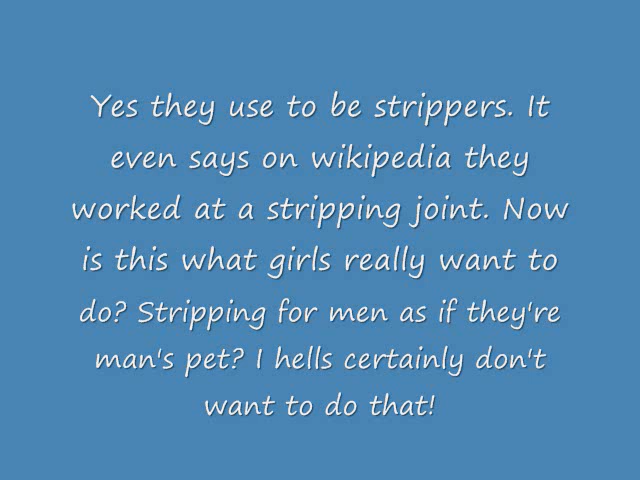 Yes they use to be strippers. It
even says on wikipedia they
worked at a stripping joint. Now
is this what girls really want to
do? Stripping for men as if they're
man's pet? I hells certainly don't
want to do that!